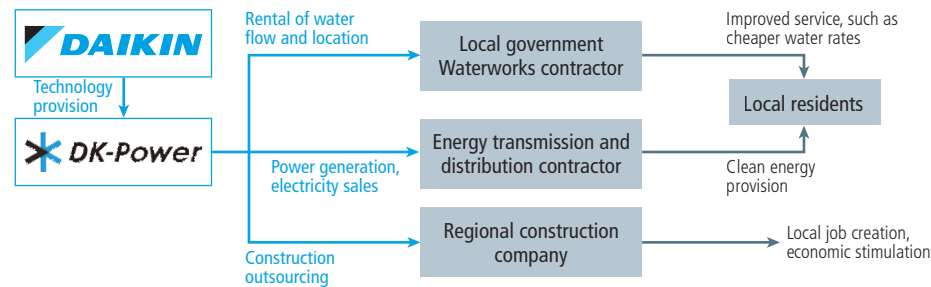 DAIKIN
Technology
provision
DK-Power
Rental of water
flow and location
Local government
Waterworks contractor
Improved service, such as
cheaper water rates
Local residents
Power generation,
electricity sales
Energy transmission and
distribution contractor
Clean energy
provision
Construction
outsourcing
Regional construction
company
Local job creation,
economic stimulation